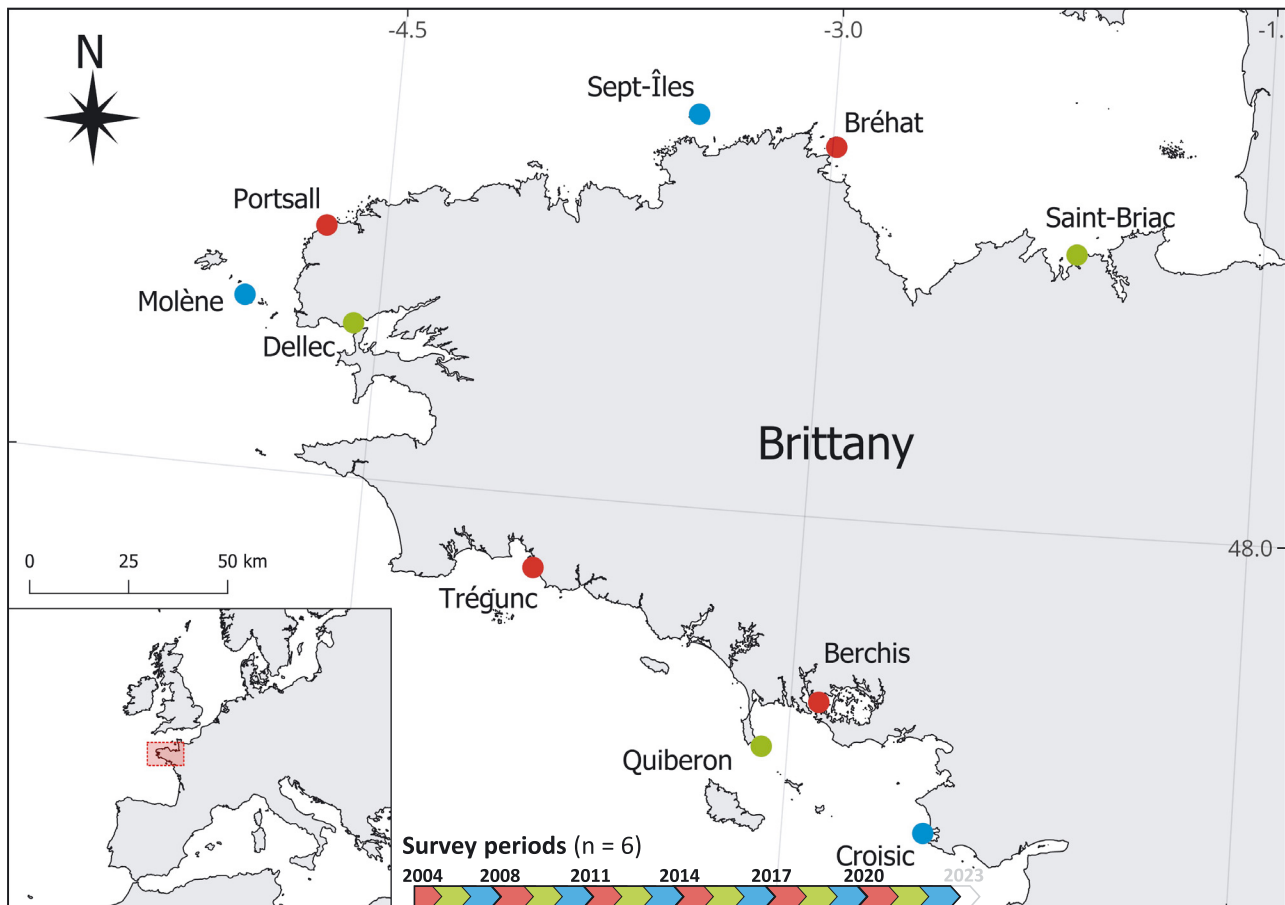 -4.5
-3.0
-1.
N
Sept-Îles
Bréhat
Portsall
Saint-Briac
Molène
Dellec
Brittany
48.0
0 25 50 km
Trégunc
Berchis
Quiberon
Croisic
Survey periods (n = 6)
2004 2008 2011 2014 2017 2020 2023